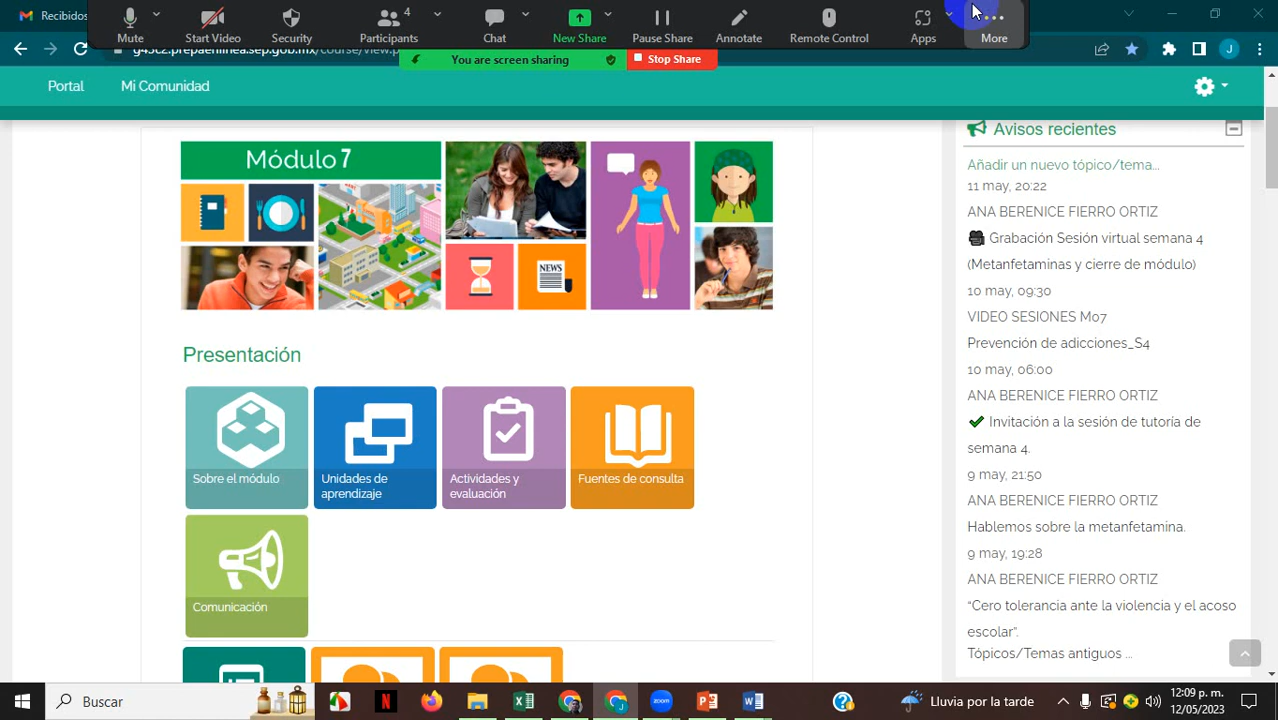 Recibidos
Mute
Start Video
Security
4
Participants
Chat
New Share
Pause Share
Annotate
Remote Control
Apps
More
You are screen sharing
Stop Share
J
Portal
Mi Comunidad
Módulo 7
NEWS
Presentación
Sobre el módulo
Unidades de
aprendizaje
Actividades y
evaluación
Fuentes de consulta
Comunicación
Avisos recientes
Añadir un nuevo tópico/tema...
11 may, 20:22
ANA BERENICE FIERRO ORTIZ
Grabación Sesión virtual semana 4
(Metanfetaminas y cierre de módulo)
10 may, 09:30
VIDEO SESIONES M07
Prevención de adicciones_S4
10 may, 06:00
ANA BERENICE FIERRO ORTIZ
Invitación a la sesión de tutoría de
semana 4.
9 may, 21:50
ANA BERENICE FIERRO ORTIZ
Hablemos sobre la metanfetamina.
9 may, 19:28
ANA BERENICE FIERRO ORTIZ
“Cero tolerancia ante la violencia y el acoso
escolar”.
Tópicos/Temas antiguos ...
Buscar
zoom
Lluvia por la tarde
12:09 p. m.
12/05/2023